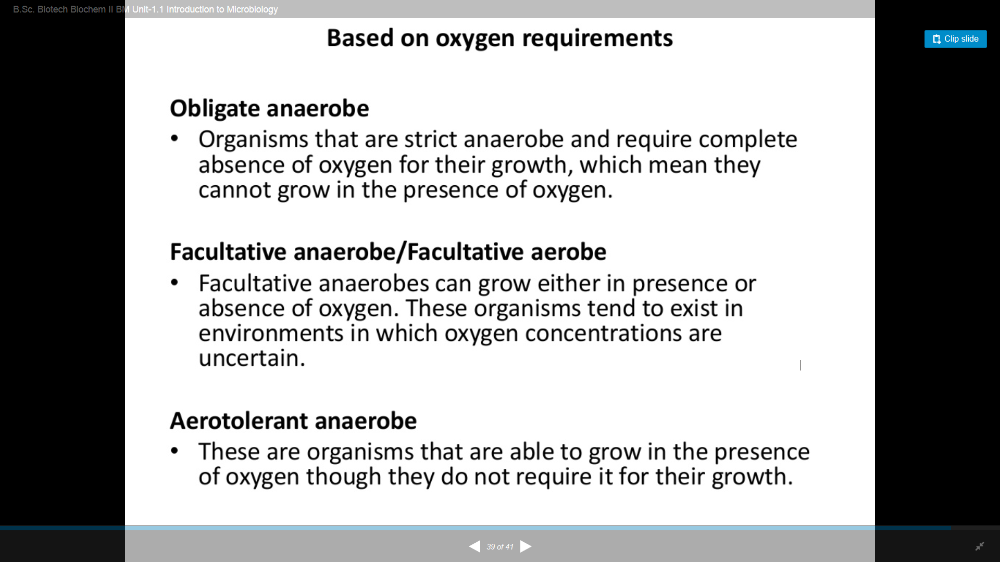 B.Sc. Biotech Biochem II BM Unit-1.1 Introduction to Microbiology
Based on oxygen requirements
Clip slide
Obligate anaerobe
• Organisms that are strict anaerobe and require complete
absence of oxygen for their growth, which mean they
cannot grow in the presence of oxygen.
Facultative anaerobe/Facultative aerobe
• Facultative anaerobes can grow either in presence or
absence of oxygen. These organisms tend to exist in
environments in which oxygen concentrations are
uncertain.
Aerotolerant anaerobe
• These are organisms that are able to grow in the presence
of oxygen though they do not require it for their growth.
39 of 41